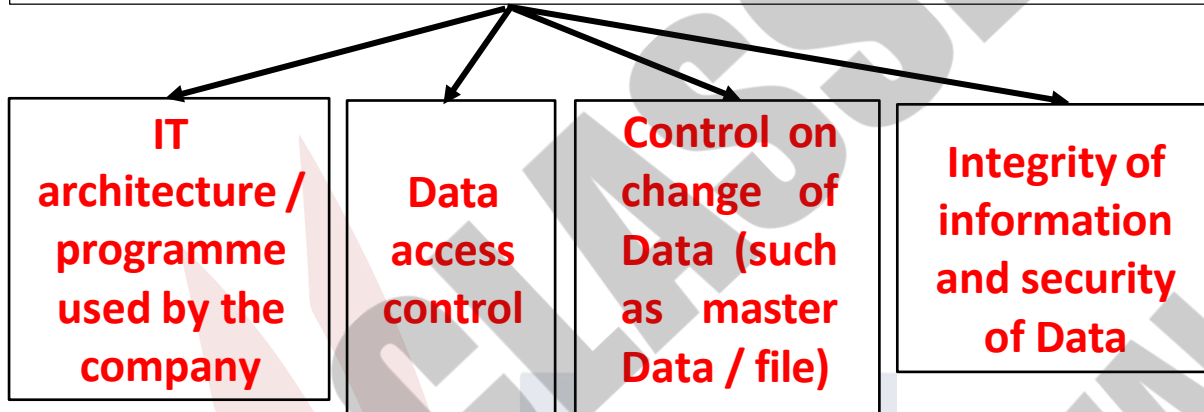 IT
architecture /
programme
used by the
company
Data
access
control
Control on
change of
Data (such
as master
Data / file)
Integrity of
information
and security
of Data